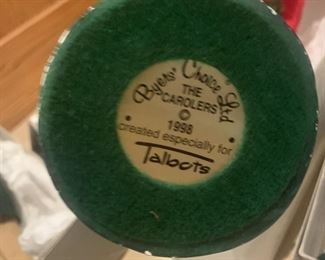 Byers' Choice Ltd
THE
CAROLERS
©
1998
created especially for
Talbots